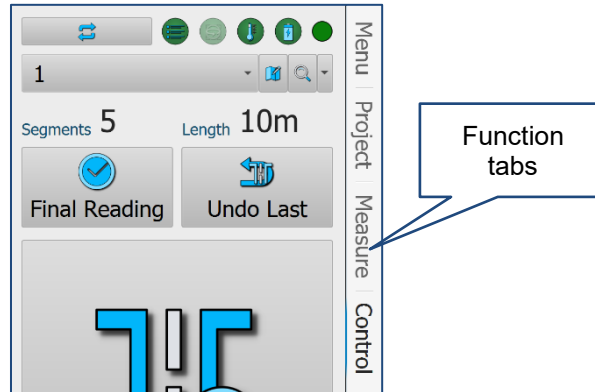 1
Segments 5 Length 10m
Final Reading Undo Last
Menu
Project
Measure
Control
Function
tabs